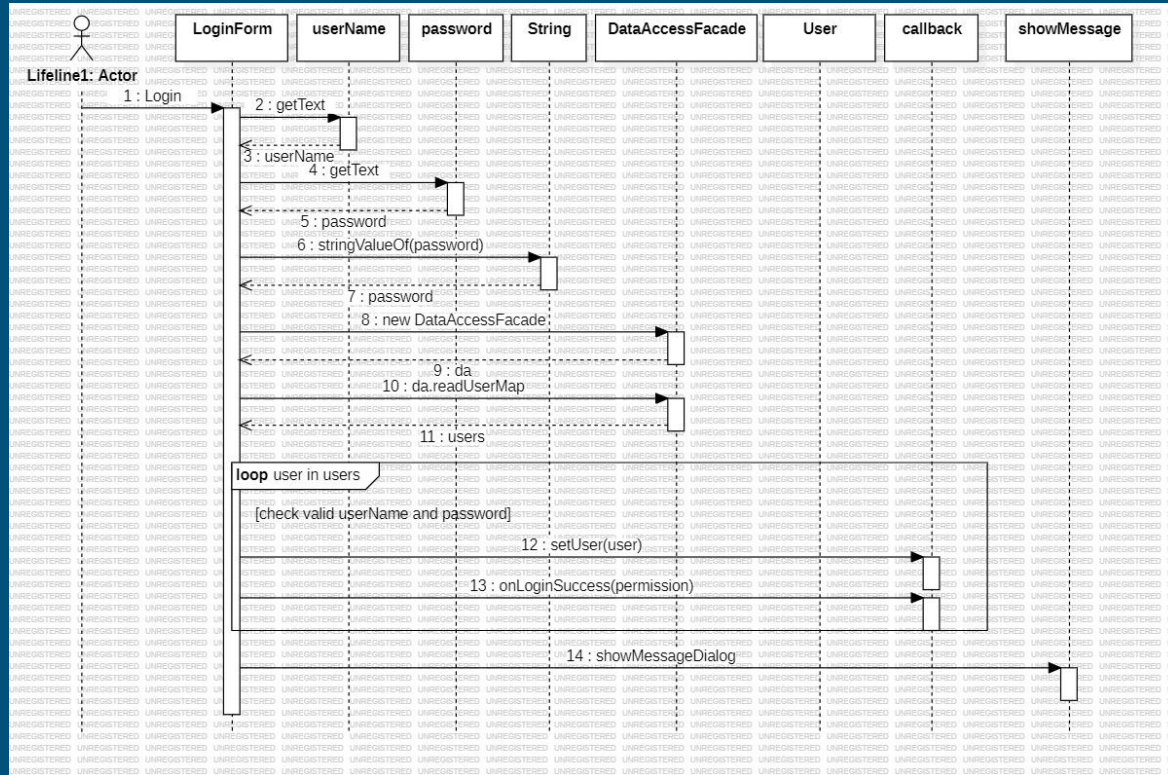 LoginForm
userName
password
String
DataAccessFacade
User
callback
showMessage
Lifeline1: Actor
1 : Login
2 : getText
3 : userName
4 : getText
5 : password
6 : stringValueOf(password)
7 : password
8 : new DataAccessFacade
9 : da
10 : da.readUserMap
11 : users
loop user in users
[check valid userName and password]
12 : setUser(user)
13 : onLoginSuccess(permission)
14 : showMessageDialog
UNREGISTERED